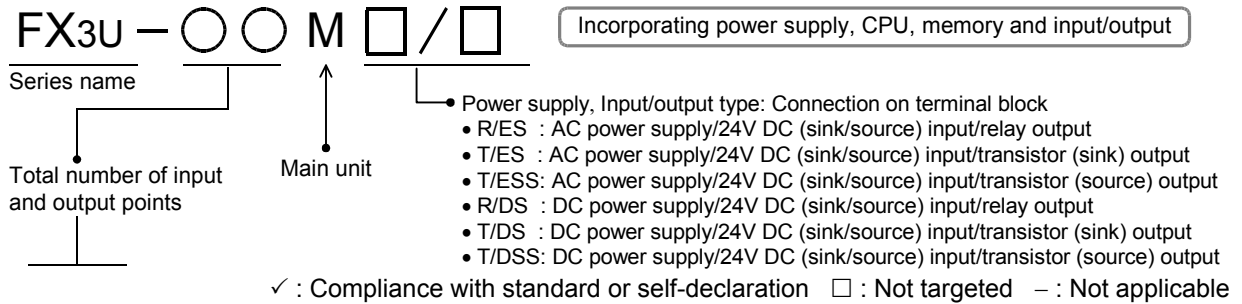 FX3U – ○○ M □/□
Incorporating power supply, CPU, memory and input/output
Series name
Total number of input
and output points
Main unit
Power supply, Input/output type: Connection on terminal block
• R/ES : AC power supply/24V DC (sink/source) input/relay output
• T/ES : AC power supply/24V DC (sink/source) input/transistor (sink) output
• T/ESS: AC power supply/24V DC (sink/source) input/transistor (source) output
• R/DS : DC power supply/24V DC (sink/source) input/relay output
• T/DS : DC power supply/24V DC (sink/source) input/transistor (sink) output
• T/DSS: DC power supply/24V DC (sink/source) input/transistor (source) output
✓ : Compliance with standard or self-declaration □ : Not targeted – : Not applicable